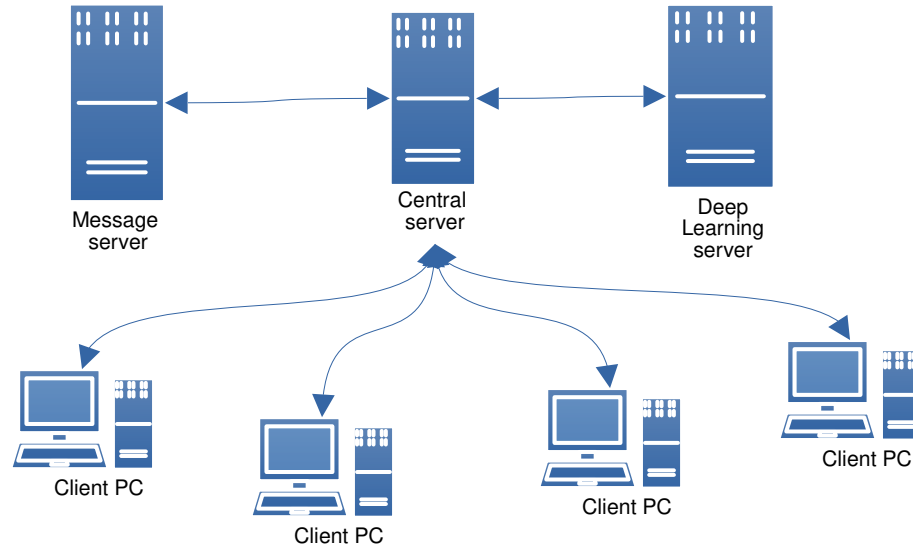 Message
server
Central
server
Deep
Learning
server
Client PC
Client PC
Client PC
Client PC